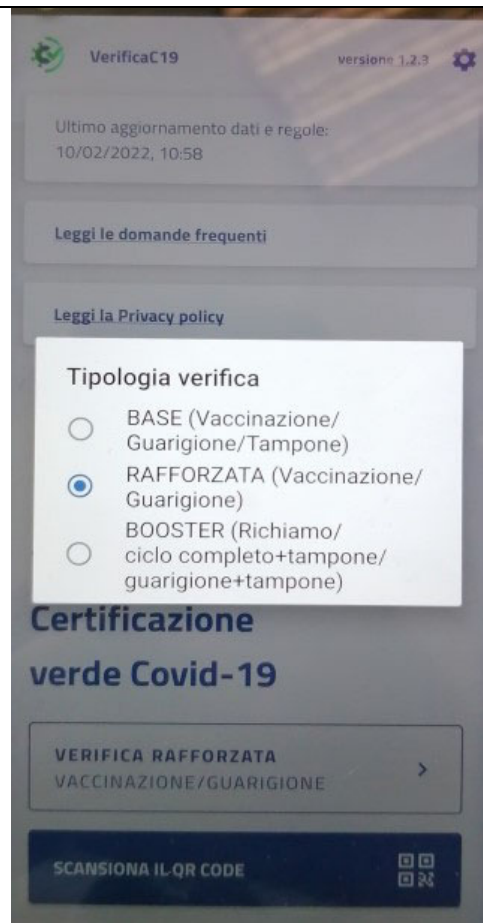 VerificaC19
versione 1.2.3
Ultimo aggiornamento dati e regole:
10/02/2022, 10:58
Leggi le domande frequenti
Leggi la Privacy policy
Tipologia verifica
BASE (Vaccinazione/
Guarigione/Tampone)
RAFFORZATA (Vaccinazione/
Guarigione)
BOOSTER (Richiamo/
ciclo completo+tampone/
guarigione+tampone)
Certificazione
verde Covid-19
VERIFICA RAFFORZATA
VACCINAZIONE/GUARIGIONE
SCANSIONA IL QR CODE